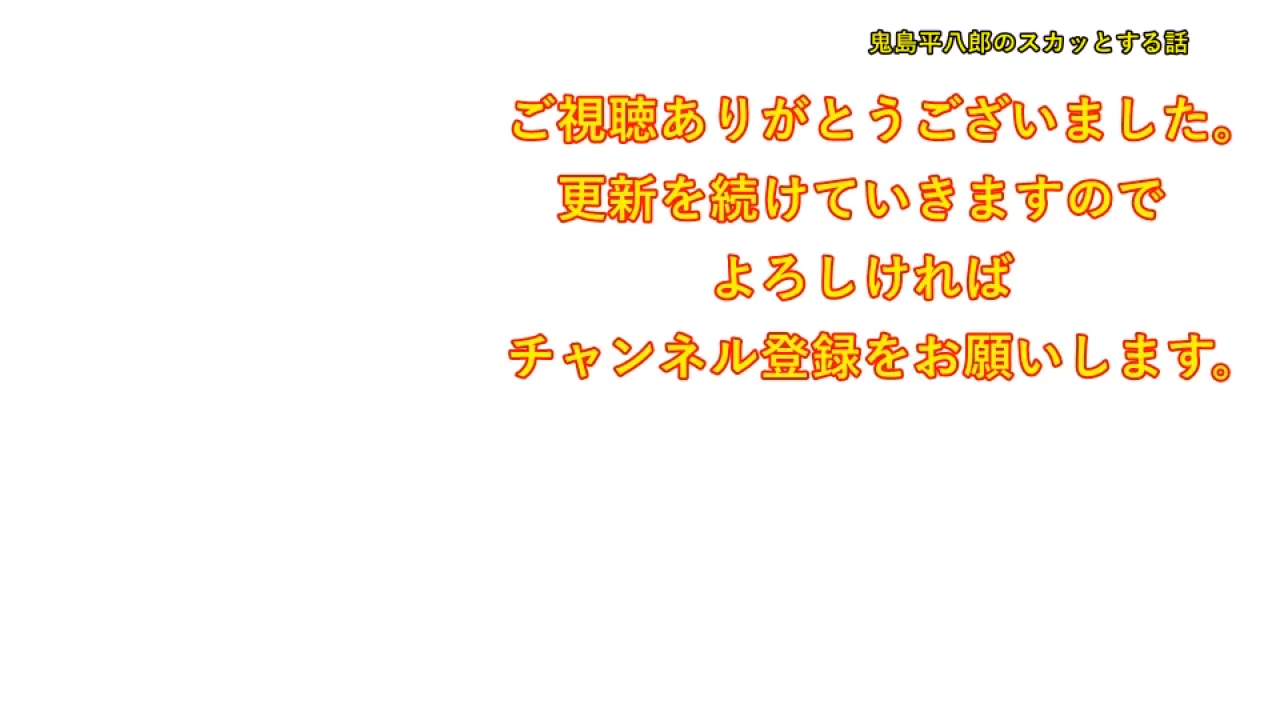 鬼島平八郎のスカッとする話
ご視聴ありがとうございました。
更新を続けていきますので
よろしければ
チャンネル登録をお願いします。